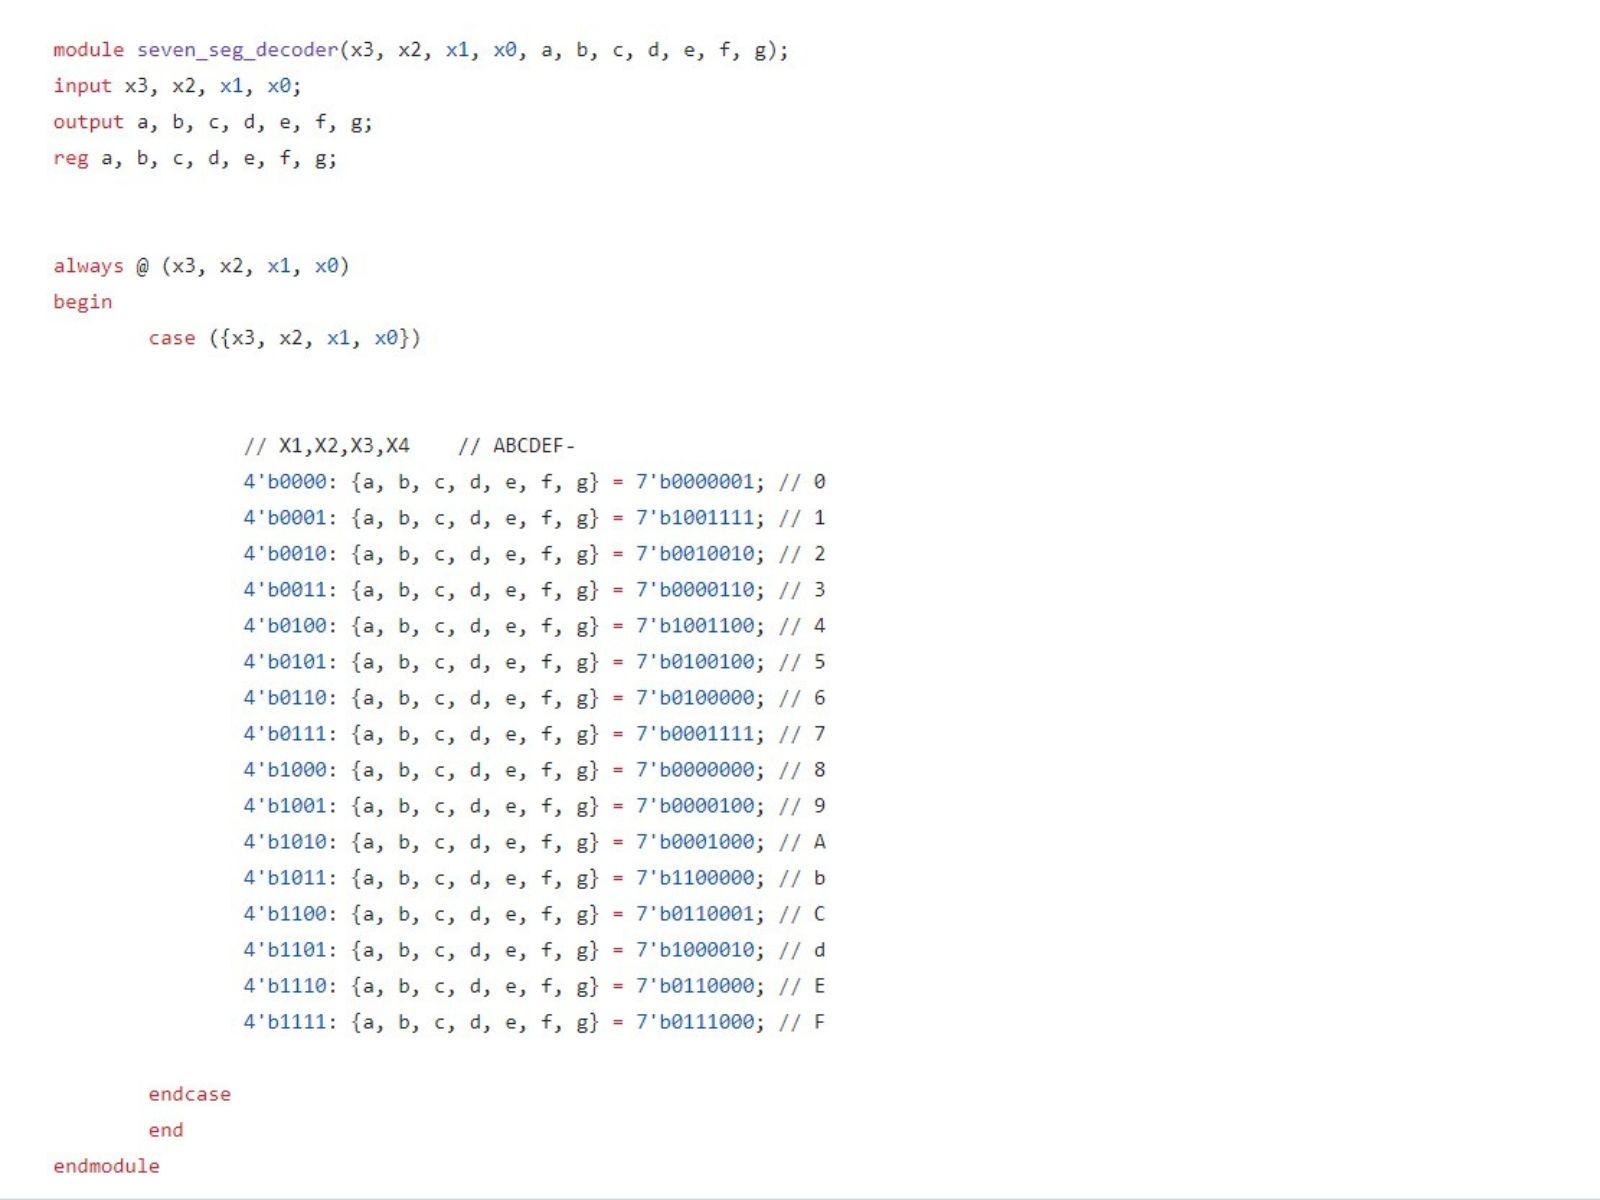 module seven_seg_decoder(x3, x2, x1, x0, a, b, c, d, e, f, g);
input x3, x2, x1, x0;
output a, b, c, d, e, f, g;
reg a, b, c, d, e, f, g;
always @ (x3, x2, x1, x0)
begin
case ({x3, x2, x1, x0})
// X1,X2,X3,X4    // ABCDEF-
4'b0000: {a, b, c, d, e, f, g} = 7'b0000001; // 0
4'b0001: {a, b, c, d, e, f, g} = 7'b1001111; // 1
4'b0010: {a, b, c, d, e, f, g} = 7'b0010010; // 2
4'b0011: {a, b, c, d, e, f, g} = 7'b0000110; // 3
4'b0100: {a, b, c, d, e, f, g} = 7'b1001100; // 4
4'b0101: {a, b, c, d, e, f, g} = 7'b0100100; // 5
4'b0110: {a, b, c, d, e, f, g} = 7'b0100000; // 6
4'b0111: {a, b, c, d, e, f, g} = 7'b0001111; // 7
4'b1000: {a, b, c, d, e, f, g} = 7'b0000000; // 8
4'b1001: {a, b, c, d, e, f, g} = 7'b0000100; // 9
4'b1010: {a, b, c, d, e, f, g} = 7'b0001000; // A
4'b1011: {a, b, c, d, e, f, g} = 7'b1100000; // b
4'b1100: {a, b, c, d, e, f, g} = 7'b0110001; // C
4'b1101: {a, b, c, d, e, f, g} = 7'b1000010; // d
4'b1110: {a, b, c, d, e, f, g} = 7'b0110000; // E
4'b1111: {a, b, c, d, e, f, g} = 7'b0111000; // F
endcase
end
endmodule